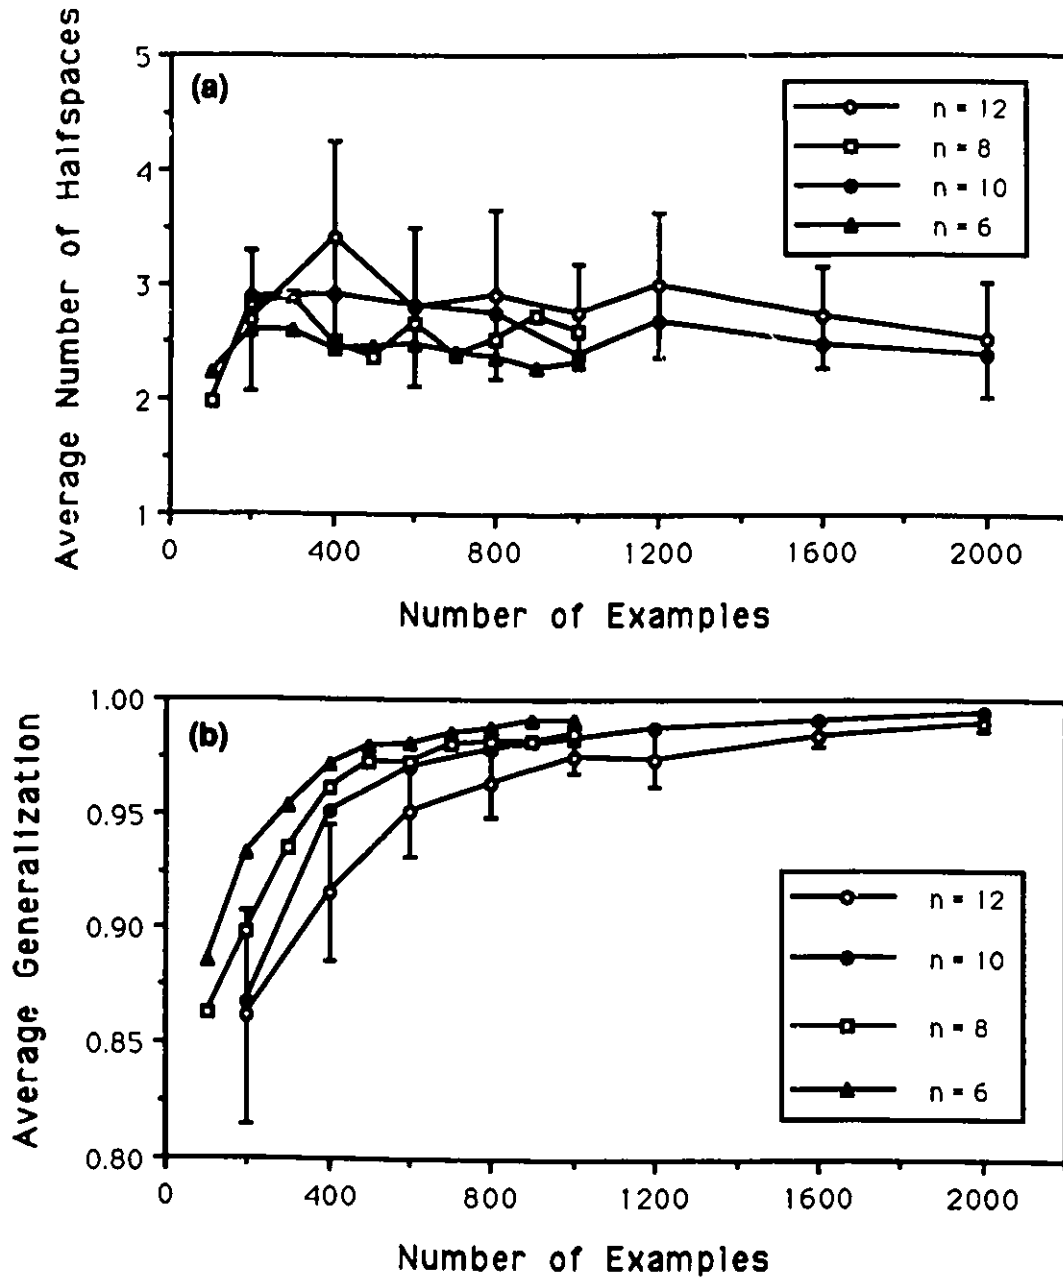 (a)
Average Number of Halfspaces
5
4
3
2
1
0 400 800 1200 1600 2000
Number of Examples
n = 12
n = 8
n = 10
n = 6
(b)
Average Generalization
1.00
0.95
0.90
0.85
0.80
0 400 800 1200 1600 2000
Number of Examples
n = 12
n = 10
n = 8
n = 6